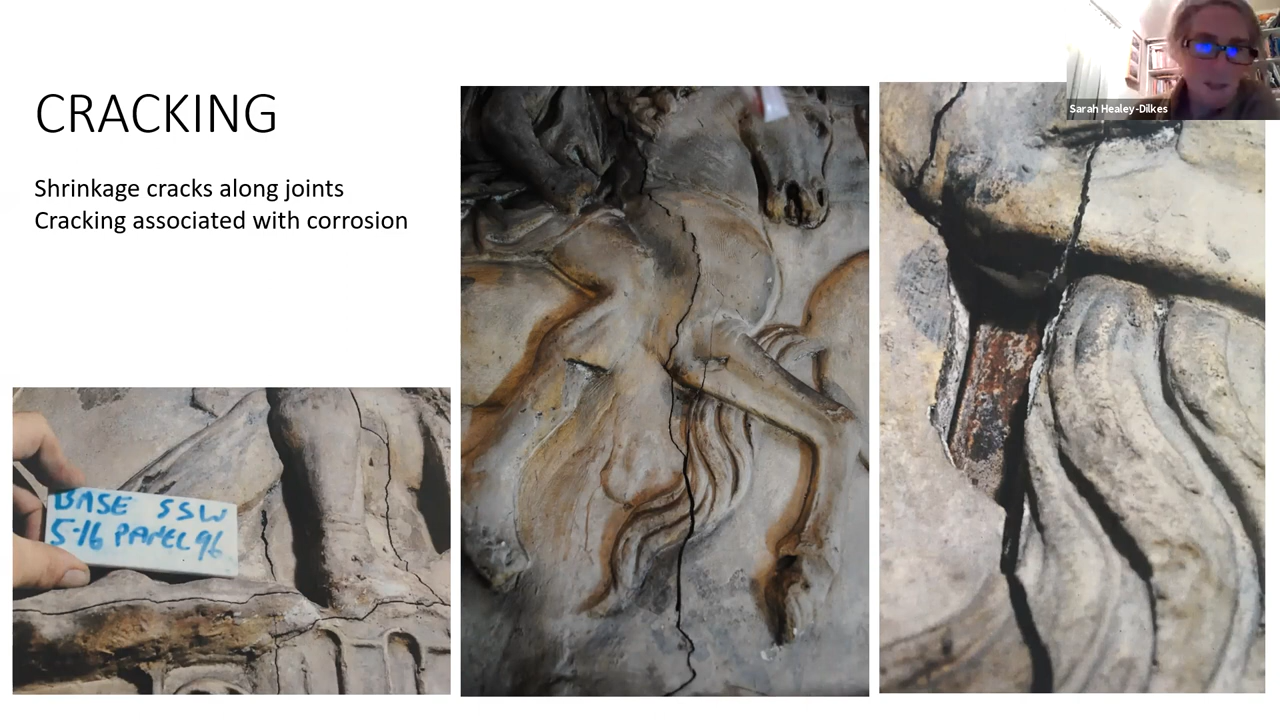 CRACKING
Shrinkage cracks along joints
Cracking associated with corrosion
Sarah Healey-Dilkes
BASE SSW
5-16 PANEL 96